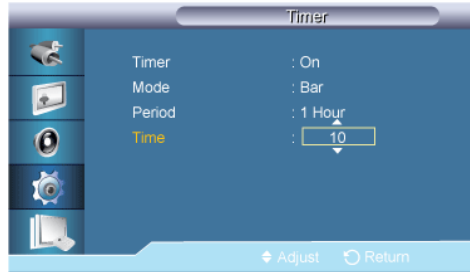 Timer
Timer : On
Mode : Bar
Period : 1 Hour
Time : 10
Adjust Return